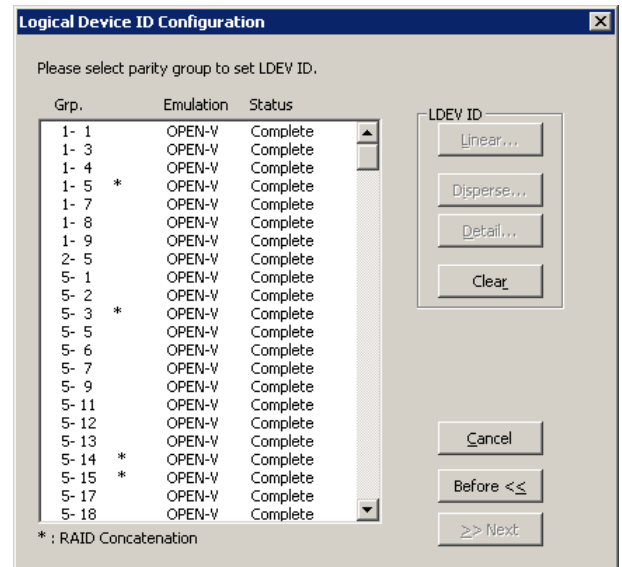 Logical Device ID Configuration
Please select parity group to set LDEV ID.
Grp. Emulation Status
1- 1 OPEN-V Complete
1- 3 OPEN-V Complete
1- 4 OPEN-V Complete
1- 5 * OPEN-V Complete
1- 7 OPEN-V Complete
1- 8 OPEN-V Complete
1- 9 OPEN-V Complete
2- 5 OPEN-V Complete
5- 1 OPEN-V Complete
5- 2 OPEN-V Complete
5- 3 * OPEN-V Complete
5- 5 OPEN-V Complete
5- 6 OPEN-V Complete
5- 7 OPEN-V Complete
5- 9 OPEN-V Complete
5- 11 OPEN-V Complete
5- 12 OPEN-V Complete
5- 13 OPEN-V Complete
5- 14 * OPEN-V Complete
5- 15 * OPEN-V Complete
5- 17 OPEN-V Complete
5- 18 OPEN-V Complete
* : RAID Concatenation
LDEV ID
Linear...
Disperse...
Detail...
Clear
Cancel
Before <<
>> Next